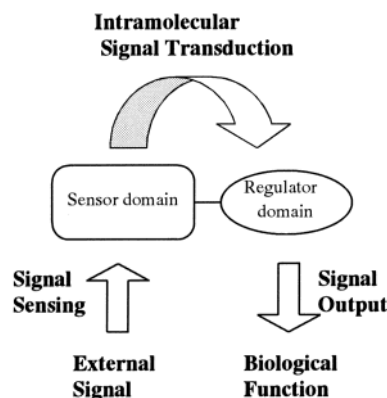 Intramolecular
Signal Transduction
Sensor domain
Regulator
domain
Signal
Sensing
Signal
Output
External
Signal
Biological
Function